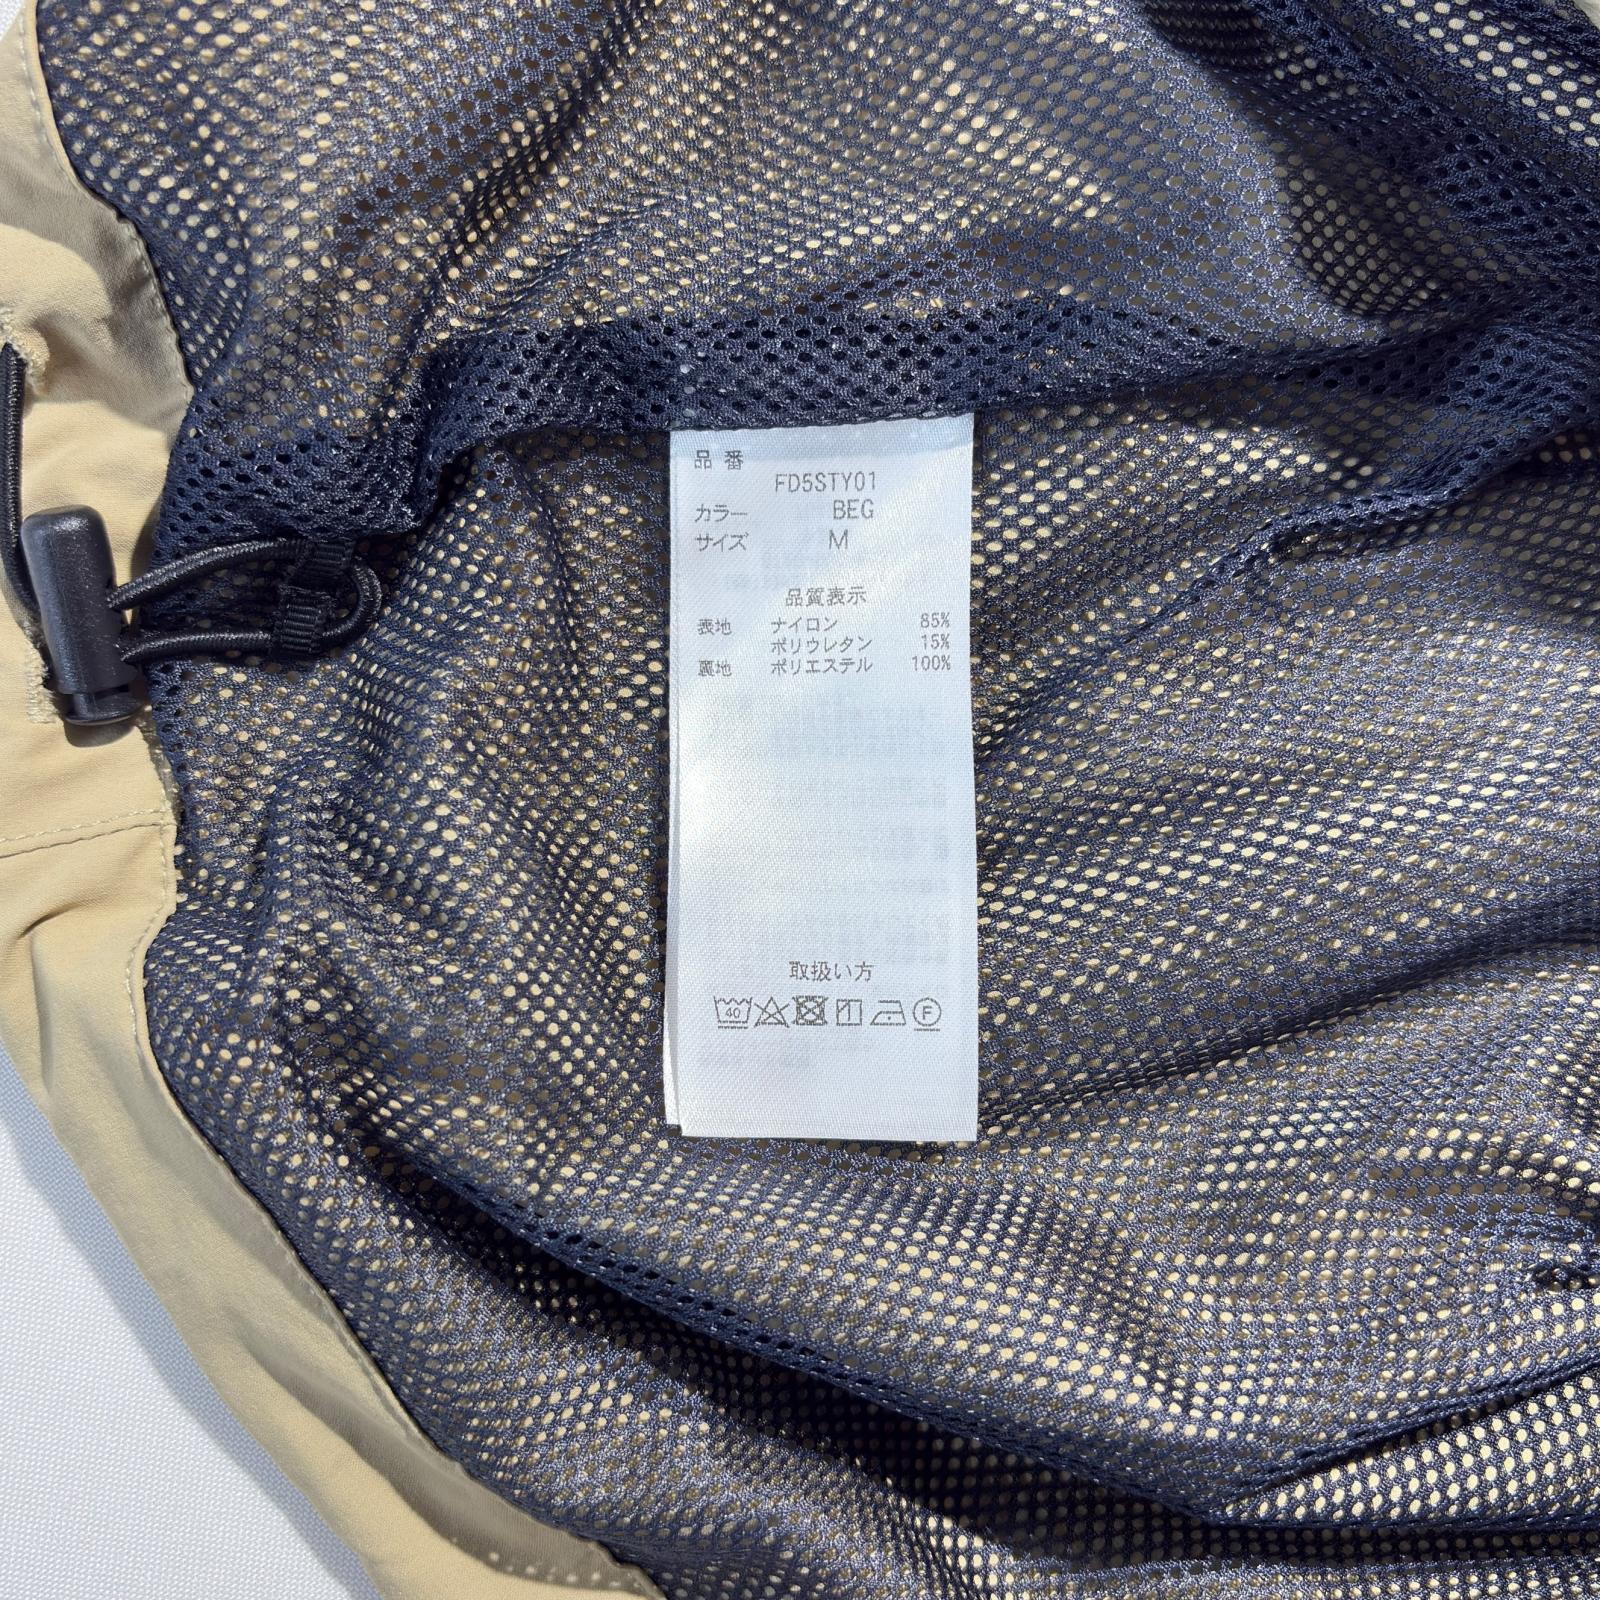 品番
FD5STY01
カラー BEG
サイズ M
品質表示
表地 ナイロン 85%
ポリウレタン 15%
裏地 ポリエステル 100%
取扱い方
40 F